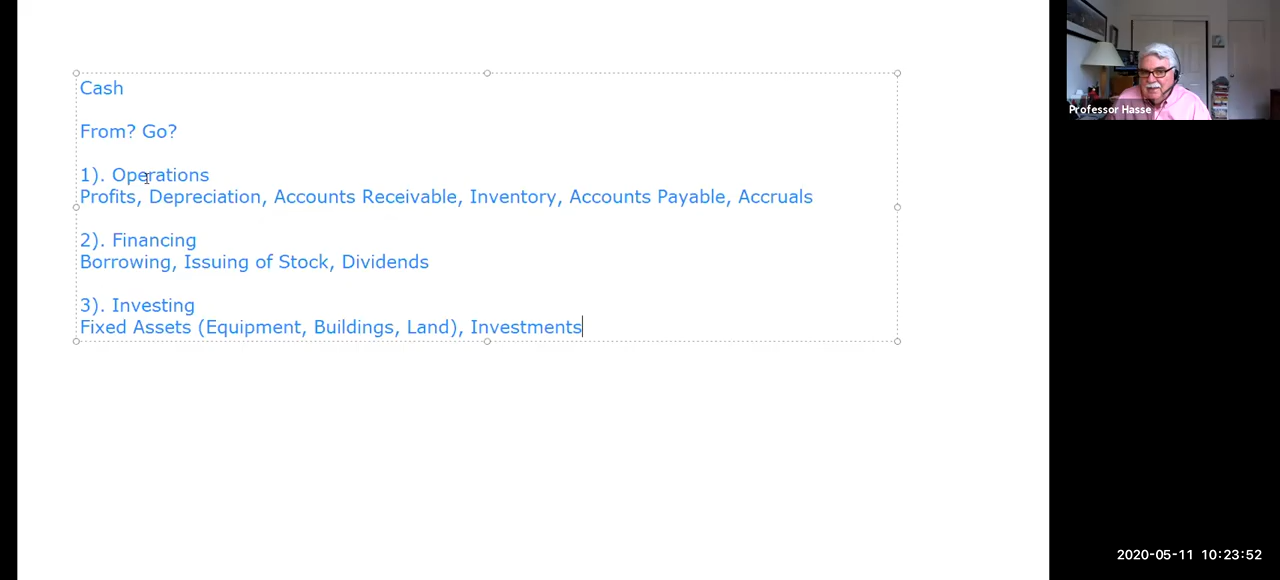 Cash
From? Go?
1). Operations
Profits, Depreciation, Accounts Receivable, Inventory, Accounts Payable, Accruals
2). Financing
Borrowing, Issuing of Stock, Dividends
3). Investing
Fixed Assets (Equipment, Buildings, Land), Investments
Professor Hasse
2020-05-11 10:23:52